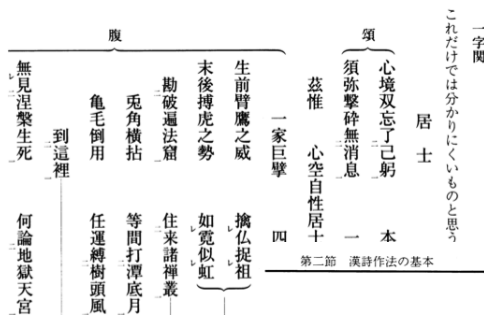 一字関
これだけでは分かりにくいものと思う
居士
頌
心境双忘了己躬 本
須弥撃砕無消息 一
茲惟 心空自性居士
一家巨擘 四
腹
生前臂鷹之威 擒仏捉祖
末後搏虎之勢 如霓似虹
勘破遍法窟 住来諸禅叢
兎角横拈 等間打潭底月
亀毛倒用 任運縛樹頭風
到這裡
無見涅槃生死 何論地獄天宮
第二節 漢詩作法の基本